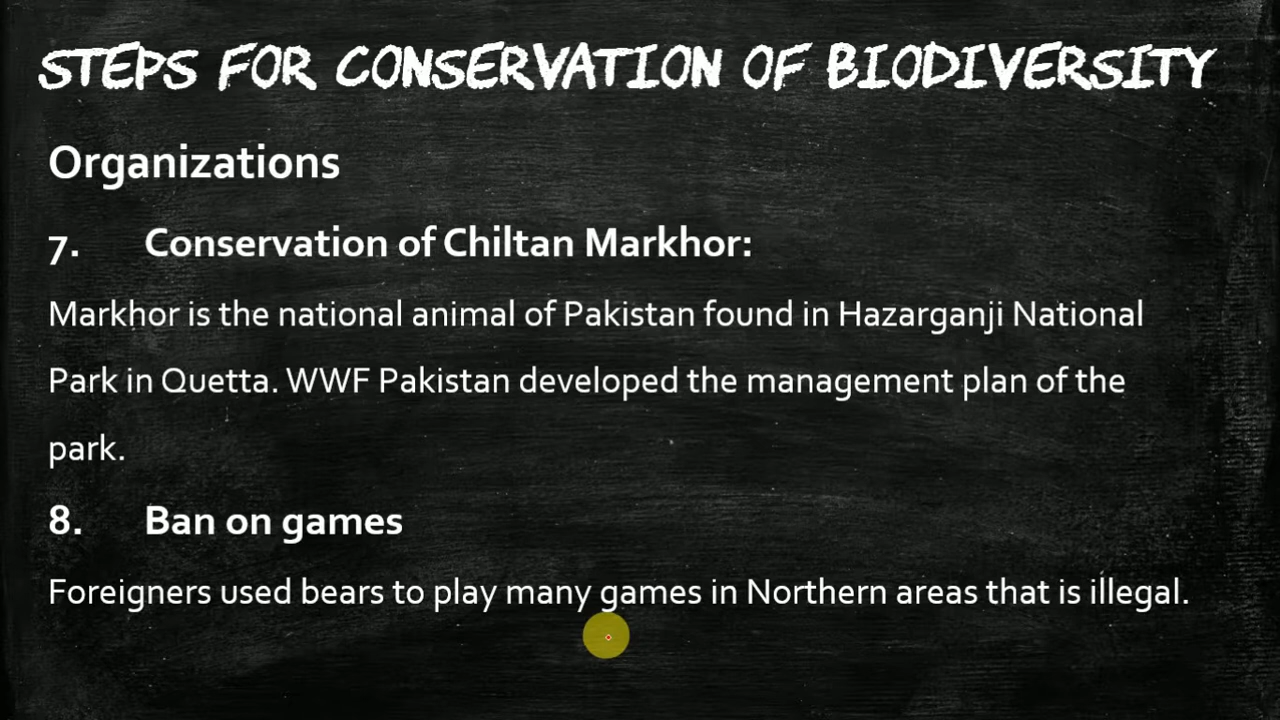 STEPS FOR CONSERVATION OF BIODIVERSITY
Organizations
7. Conservation of Chiltan Markhor:
Markhor is the national animal of Pakistan found in Hazarganji National
Park in Quetta. WWF Pakistan developed the management plan of the
park.
8. Ban on games
Foreigners used bears to play many games in Northern areas that is illegal.